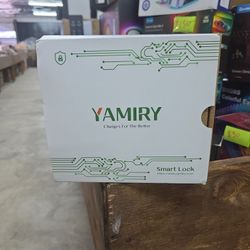 YAMIRY
Changes For The Better
Smart Lock